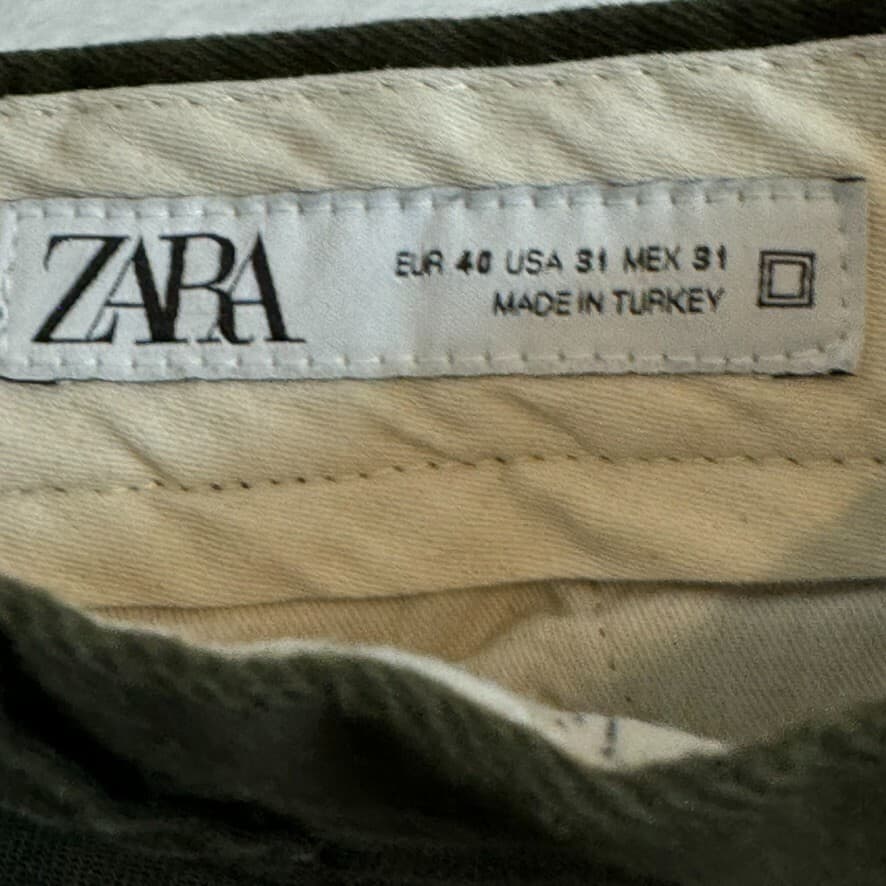 ZARA
EUR 40 USA 31 MEX 31
MADE IN TURKEY